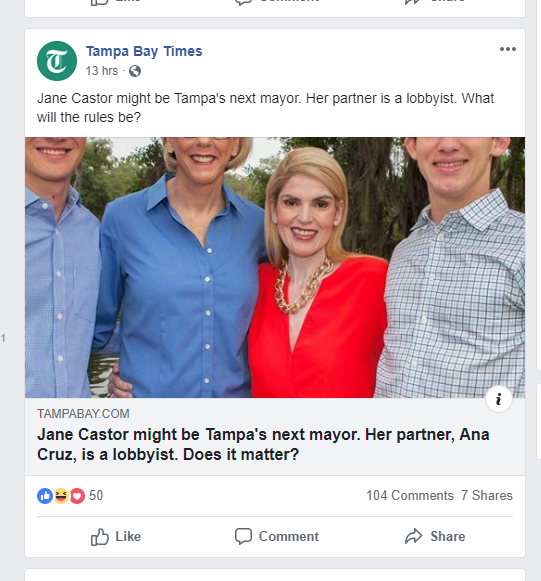 Tampa Bay Times
13 hrs ·
Jane Castor might be Tampa's next mayor. Her partner is a lobbyist. What
will the rules be?
1
i
TAMPABAY.COM
Jane Castor might be Tampa's next mayor. Her partner, Ana
Cruz, is a lobbyist. Does it matter?
50 104 Comments 7 Shares
Like Comment Share